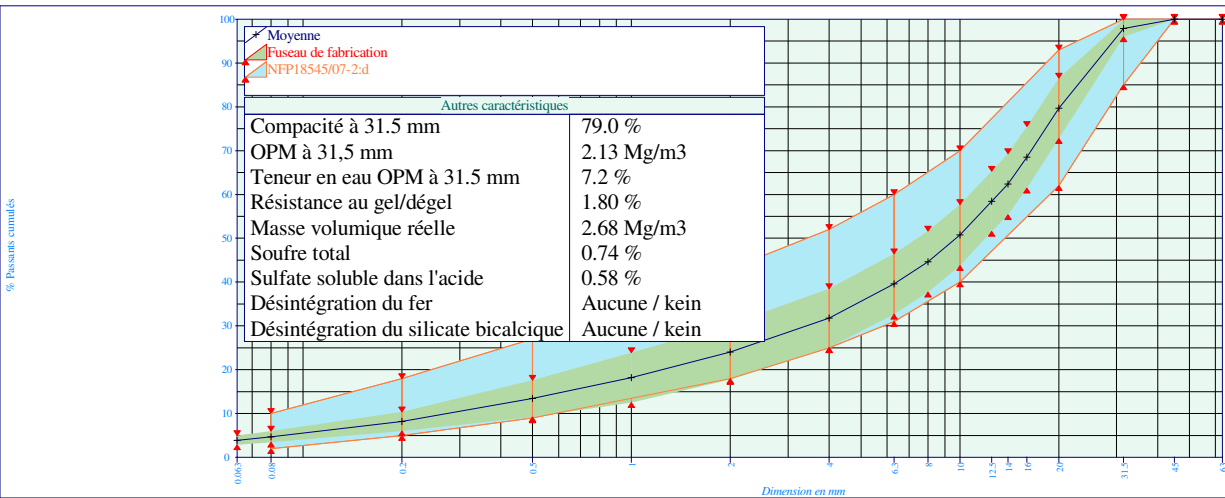 % Passants cumulés
100
90
80
70
60
50
40
30
20
10
0
Moyenne
Fuseau de fabrication
NFP18545/07-2:d
Autres caractéristiques
Compacité à 31.5 mm 79.0 %
OPM à 31,5 mm 2.13 Mg/m3
Teneur en eau OPM à 31.5 mm 7.2 %
Résistance au gel/dégel 1.80 %
Masse volumique réelle 2.68 Mg/m3
Soufre total 0.74 %
Sulfate soluble dans l'acide 0.58 %
Désintégration du fer Aucune / kein
Désintégration du silicate bicalcique Aucune / kein
0.063 0.08 0.2 0.5 1 2 4 6.3 8 10 12.5 14 16 20 31.5 45 63
Dimension en mm